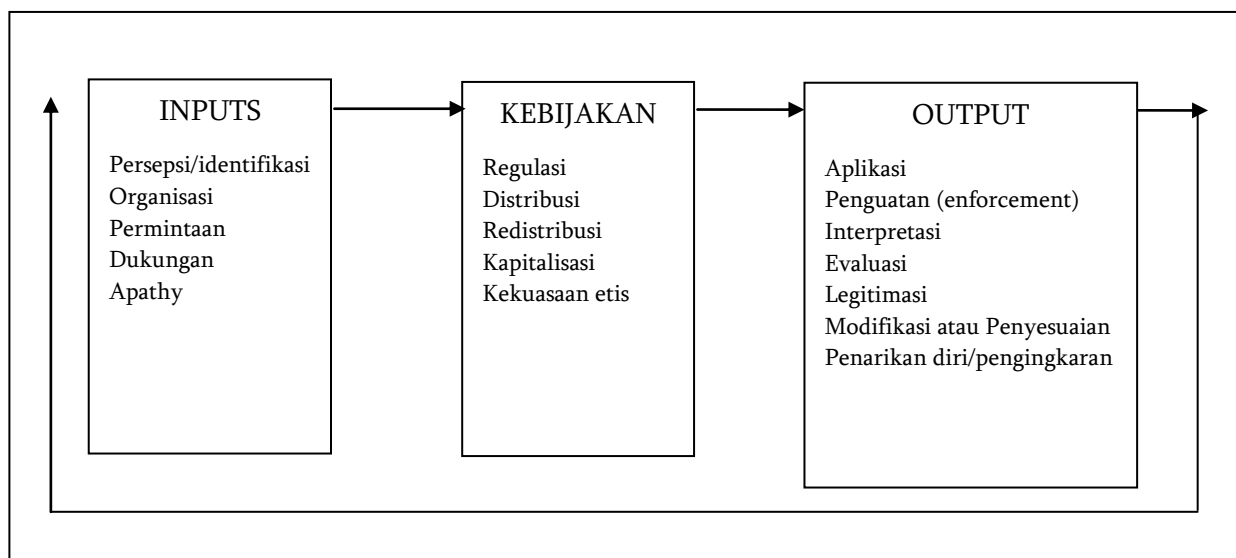 INPUTS
Persepsi/identifikasi
Organisasi
Permintaan
Dukungan
Apathy
KEBIJAKAN
Regulasi
Distribusi
Redistribusi
Kapitalisasi
Kekuasaan etis
OUTPUT
Aplikasi
Penguatan (enforcement)
Interpretasi
Evaluasi
Legitimasi
Modifikasi atau Penyesuaian
Penarikan diri/pengingkaran